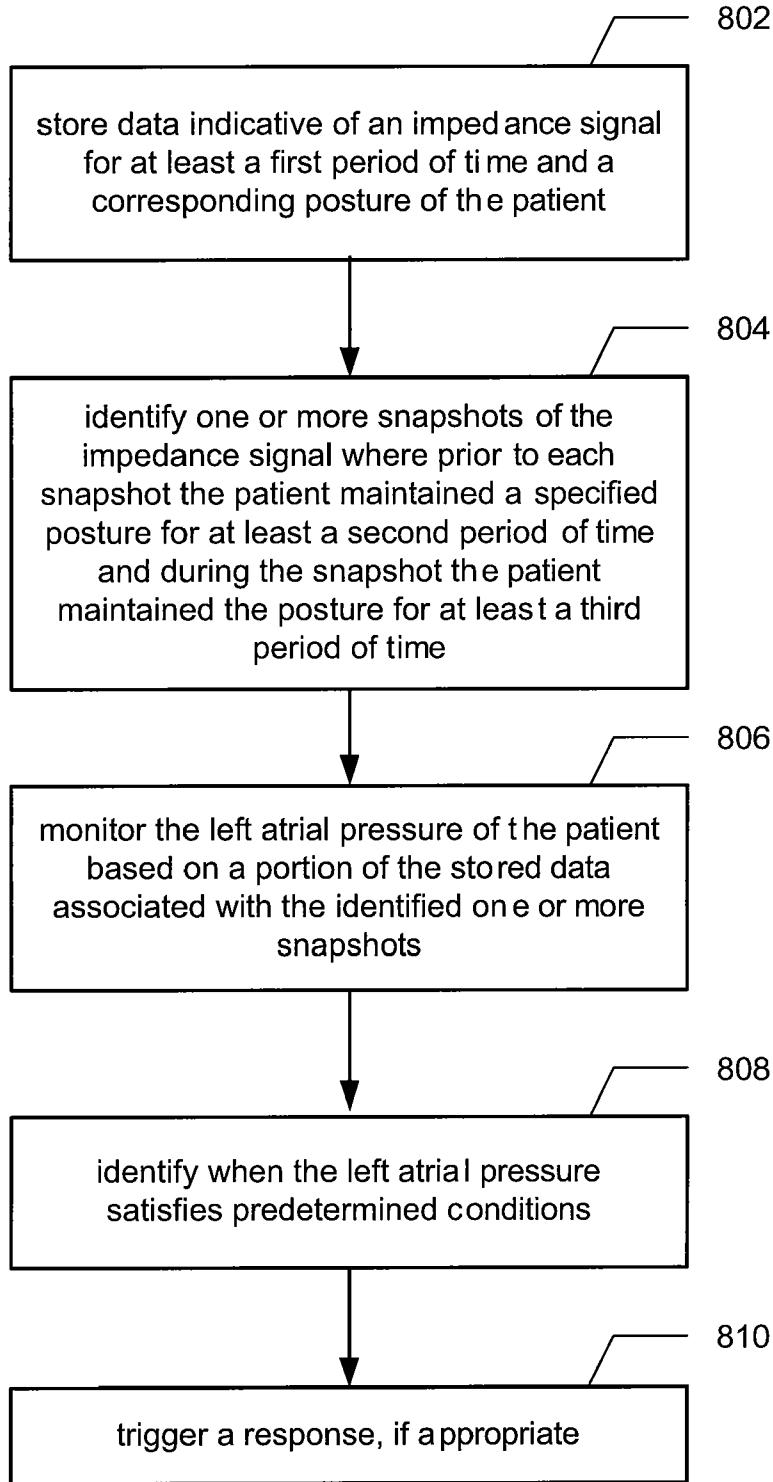 802
store data indicative of an impedance signal
for at least a first period of time and a
corresponding posture of the patient
804
identify one or more snapshots of the
impedance signal where prior to each
snapshot the patient maintained a specified
posture for at least a second period of time
and during the snapshot the patient
maintained the posture for at least a third
period of time
806
monitor the left atrial pressure of the patient
based on a portion of the stored data
associated with the identified one or more
snapshots
808
identify when the left atrial pressure
satisfies predetermined conditions
810
trigger a response, if appropriate